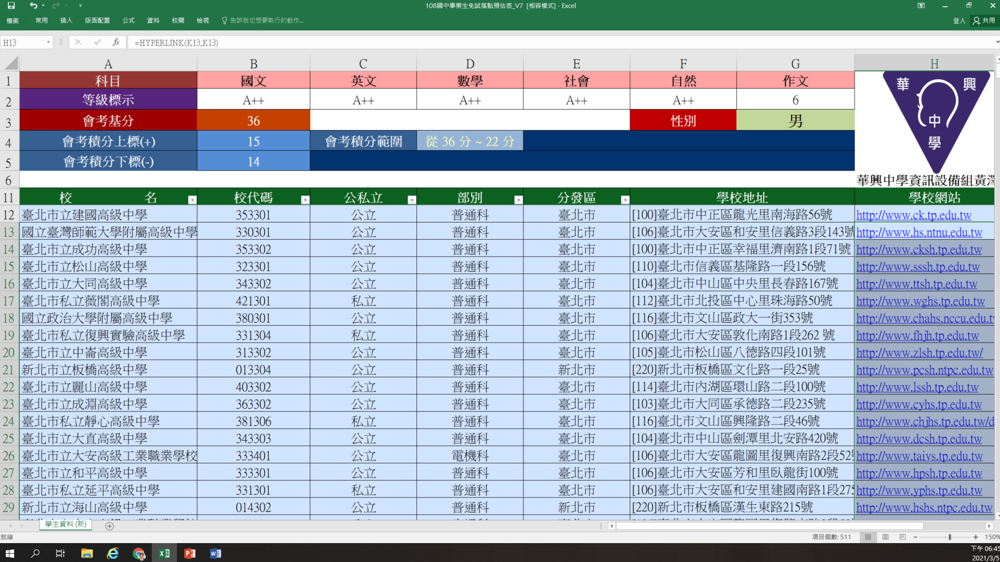 108國中畢業生免試落點預估表_V7 [相容模式] - Excel
檔案 常用 插入 版面配置 公式 資料 校閱 檢視 告訴我您想要執行的動作... 登入 共用
H13 fx =HYPERLINK(K13,K13)
A B C D E F G H
1 科目 國文 英文 數學 社會 自然 作文
2 等級標示 A++ A++ A++ A++ A++ 6
3 會考基分 36 性別 男
4 會考積分上標(+) 15 會考積分範圍 從 36 分 ~ 22 分
5 會考積分下標(-) 14
華 興
中
學
6 華興中學資訊設備組黃
11 校 名 校代碼 公私立 部別 分發區 學校地址 學校網站
12 臺北市立建國高級中學 353301 公立 普通科 臺北市 [100]臺北市中正區龍光里南海路56號 http://www.ck.tp.edu.tw
13 國立臺灣師範大學附屬高級中學 330301 公立 普通科 臺北市 [106]臺北市大安區和安里信義路3段143號 http://www.hs.ntnu.edu.tw
14 臺北市立成功高級中學 353302 公立 普通科 臺北市 [100]臺北市中正區幸福里濟南路1段71號 http://www.cksh.tp.edu.tw
15 臺北市立松山高級中學 323301 公立 普通科 臺北市 [110]臺北市信義區基隆路一段156號 http://www.sssh.tp.edu.tw
16 臺北市立大同高級中學 343302 公立 普通科 臺北市 [104]臺北市中山區中央里長春路167號 http://www.ttsh.tp.edu.tw
17 臺北市私立薇閣高級中學 421301 私立 普通科 臺北市 [112]臺北市北投區中心里珠海路50號 http://www.wghs.tp.edu.tw
18 國立政治大學附屬高級中學 380301 公立 普通科 臺北市 [116]臺北市文山區政大一街353號 http://www.chahs.nccu.edu.t
19 臺北市私立復興實驗高級中學 331304 私立 普通科 臺北市 [106]臺北市大安區敦化南路1段262 號 http://www.fhjh.tp.edu.tw
20 臺北市立中崙高級中學 313302 公立 普通科 臺北市 [105]臺北市松山區八德路四段101號 http://www.zlsh.tp.edu.tw/
21 新北市立板橋高級中學 013304 公立 普通科 新北市 [220]新北市板橋區文化路一段25號 http://www.pcsh.ntpc.edu.tw
22 臺北市立麗山高級中學 403302 公立 普通科 臺北市 [114]臺北市內湖區環山路二段100號 http://www.lssh.tp.edu.tw
23 臺北市立成淵高級中學 363302 公立 普通科 臺北市 [103]臺北市大同區承德路二段235號 http://www.cyhs.tp.edu.tw
24 臺北市私立靜心高級中學 381306 私立 普通科 臺北市 [116]臺北市文山區興隆路二段46號 http://www.chjhs.tp.edu.tw/d
25 臺北市立大直高級中學 343303 公立 普通科 臺北市 [104]臺北市中山區劍潭里北安路420號 http://www.dcsh.tp.edu.tw
26 臺北市立大安高級工業職業學校 333401 公立 電機科 臺北市 [106]臺北市大安區龍圖里復興南路2段52 http://www.taivs.tp.edu.tw
27 臺北市立和平高級中學 333301 公立 普通科 臺北市 [106]臺北市大安區芳和里臥龍街100號 http://www.hpsh.tp.edu.tw
28 臺北市私立延平高級中學 331301 私立 普通科 臺北市 [106]臺北市大安區和安里建國南路1段275 http://www.yphs.tp.edu.tw
29 新北市立海山高級中學 014302 公立 普通科 新北市 [220]新北市板橋區漢生東路215號 http://www.hshs.ntpc.edu.tw
學生資料 (新)
就緒 項目個數: 511 150%
下午 06:45
2021/3/5